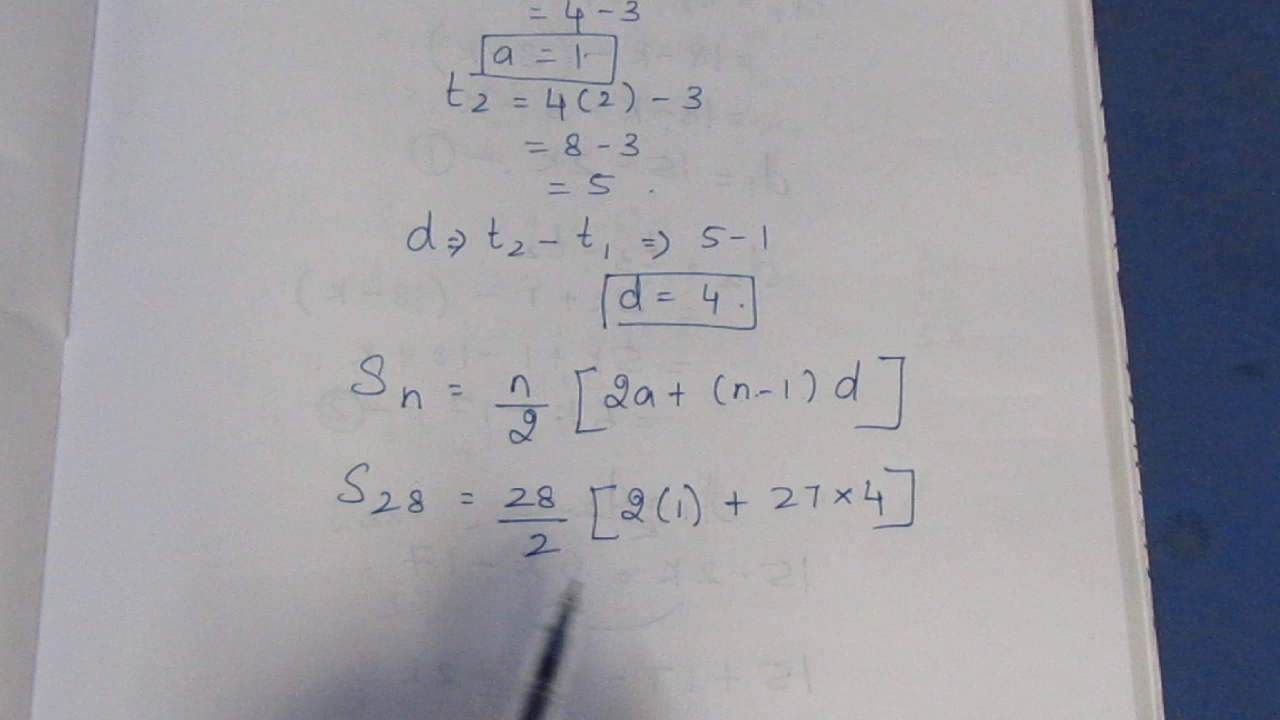 = 4 - 3
a = 1
t2 = 4(2) - 3
= 8 - 3
= 5 .
d ⇒ t2 - t1 ⇒ 5 - 1
d = 4 .
Sn = n/2 [2a + (n-1) d]
S28 = 28/2 [2(1) + 27 × 4]